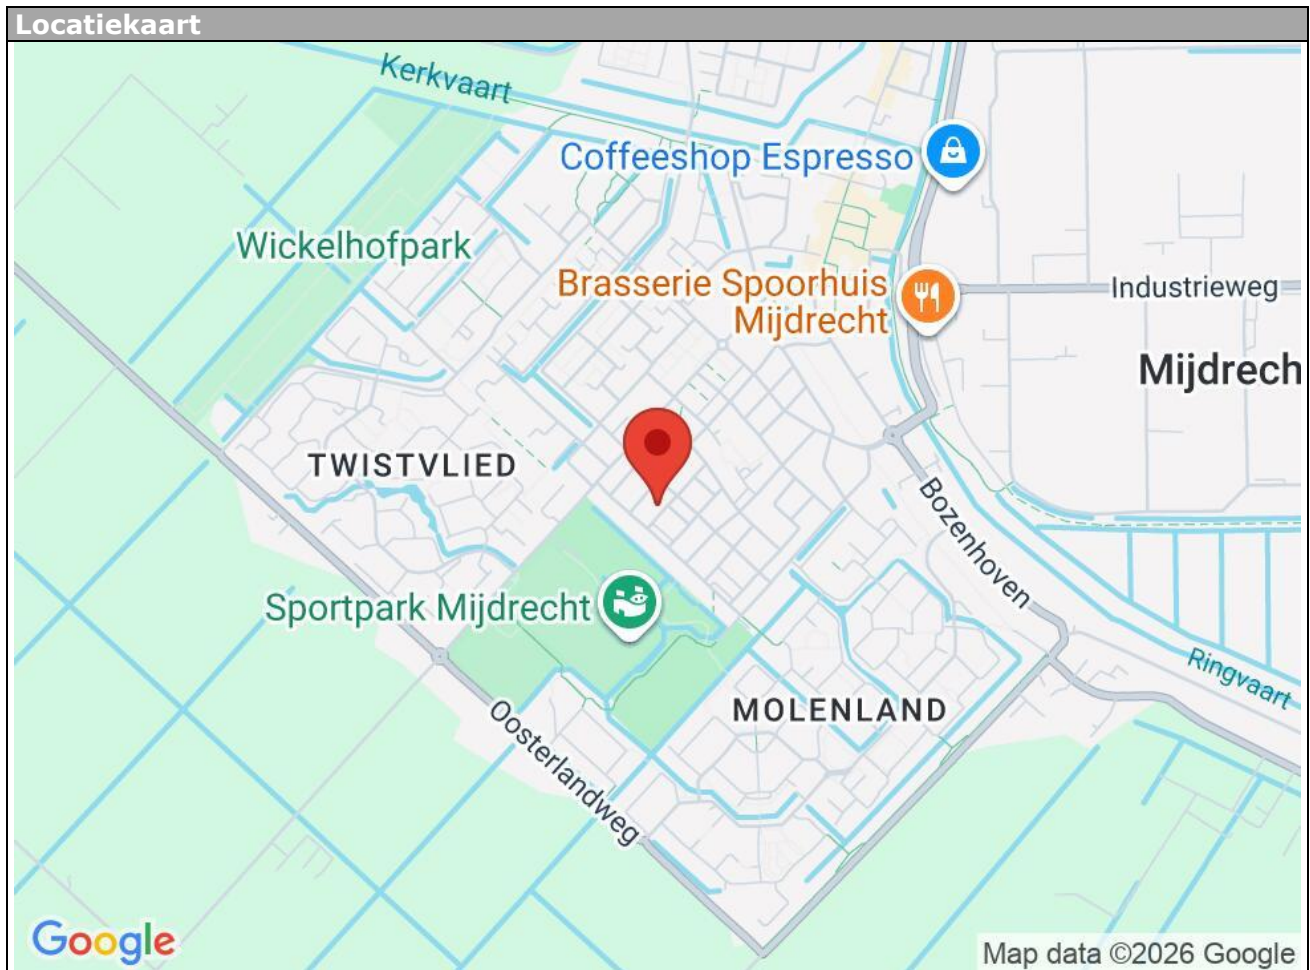 Locatiekaart
Kerkvaart
Coffeeshop Espresso
Wickelhofpark
Brasserie Spoorhuis
Mijdrecht
Industrieweg
Mijdrech
TWISTVLIED
Bozenhoven
Sportpark Mijdrecht
Ringvaart
MOLENLAND
Oosterlandweg
Google
Map data ©2026 Google